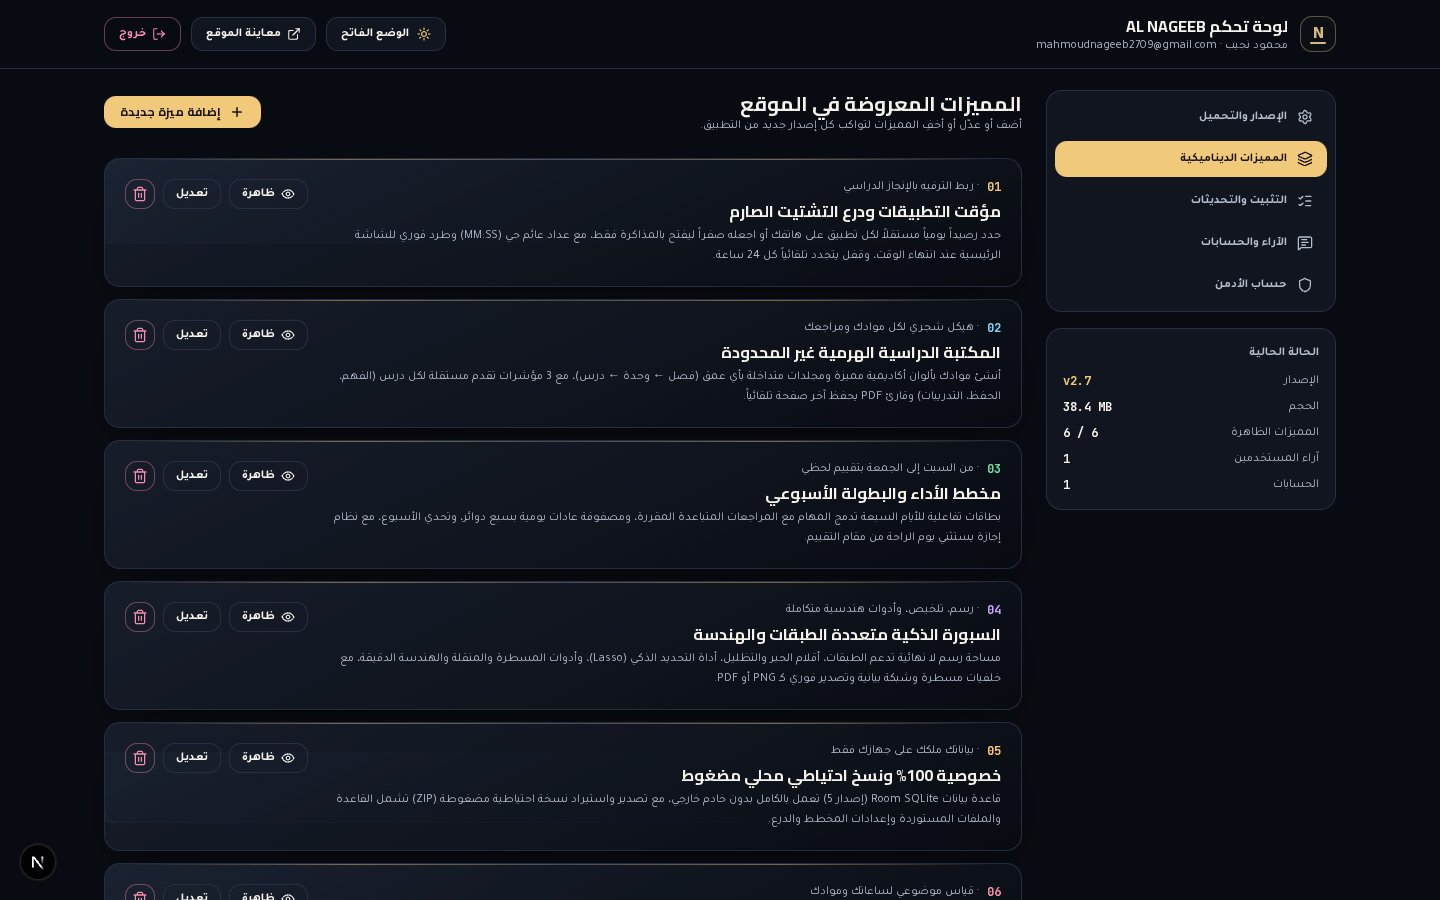 N
لوحة تحكم AL NAGEEB
محمود نجيب · mahmoudnageeb2709@gmail.com
الوضع الفاتح
معاينة الموقع
خروج
الإصدار والتحميل
المميزات الديناميكية
التثبيت والتحديثات
الآراء والحسابات
حساب الأدمن
الحالة الحالية
الإصدار v2.7
الحجم 38.4 MB
المميزات الظاهرة 6 / 6
آراء المستخدمين 1
الحسابات 1
المميزات المعروضة في الموقع
أضف أو عدّل أو أخفِ المميزات لتواكب كل إصدار جديد من التطبيق.
إضافة ميزة جديدة
01 · ربط الترفيه بالإنجاز الدراسي
ظاهرة تعديل
مؤقت التطبيقات ودرع التشتيت الصارم
حدد رصيداً يومياً مستقلاً لكل تطبيق على هاتفك أو اجعله صفراً ليفتح بالمذاكرة فقط، مع عداد عائم حي (MM:SS) وطرد فوري للشاشة
الرئيسية عند انتهاء الوقت، وقفل يتجدد تلقائياً كل 24 ساعة.
02 · هيكل شجري لكل موادك ومراجعك
ظاهرة تعديل
المكتبة الدراسية الهرمية غير المحدودة
أنشئ موادك بألوان أكاديمية مميزة ومجلدات متداخلة بأي عمق (فصل ← وحدة ← درس)، مع 3 مؤشرات تقدم مستقلة لكل درس (الفهم،
الحفظ، التدريبات) وقارئ PDF يحفظ آخر صفحة تلقائياً.
03 · من السبت إلى الجمعة بتقييم لحظي
ظاهرة تعديل
مخطط الأداء والبطولة الأسبوعي
بطاقات تفاعلية للأيام السبعة تدمج المهام مع المراجعات المتباعدة المقررة، ومصفوفة عادات يومية بسبع دوائر، وتحدي الأسبوع، مع نظام
إجازة يستثني يوم الراحة من مقام التقييم.
04 · رسم، تلخيص، وأدوات هندسية متكاملة
ظاهرة تعديل
السبورة الذكية متعددة الطبقات والهندسة
مساحة رسم لا نهائية تدعم الطبقات، أقلام الحبر والتظليل، أداة التحديد الذكي (Lasso)، وأدوات المسطرة والمنقلة والهندسة الدقيقة، مع
خلفيات مسطرة وشبكة بيانية وتصدير فوري كـ PNG أو PDF.
05 · بياناتك ملكك على جهازك فقط
ظاهرة تعديل
خصوصية 100% ونسخ احتياطي محلي مضغوط
قاعدة بيانات Room SQLite (إصدار 5) تعمل بالكامل بدون خادم خارجي، مع تصدير واستيراد نسخة احتياطية مضغوطة (ZIP) تشمل القاعدة
والملفات المستوردة وإعدادات المخطط والدرع.
06 · قياس موضوعي لساعاتك وموادك
ظاهرة تعديل
N